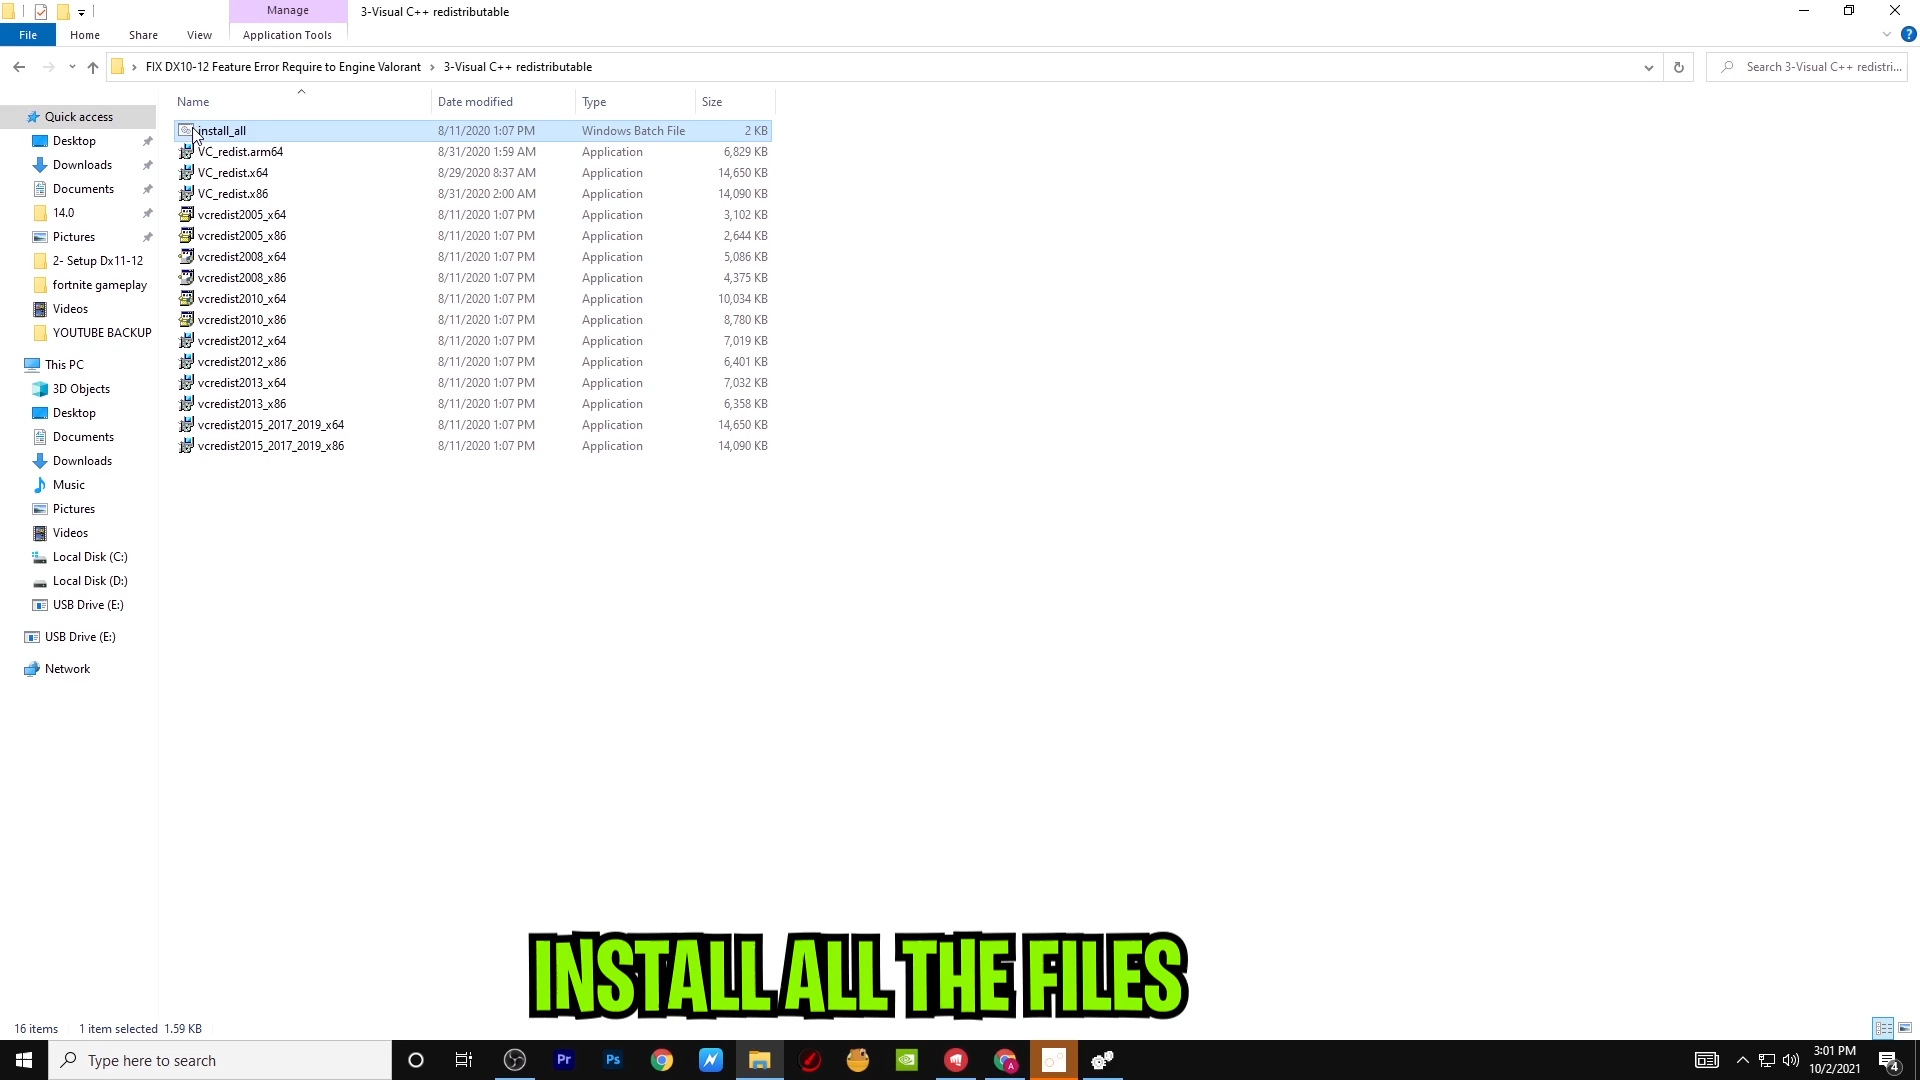 Manage
3-Visual C++ redistributable
File
Home
Share
View
Application Tools
FIX DX10-12 Feature Error Require to Engine Valorant
3-Visual C++ redistributable
Search 3-Visual C++ redistri...
Name
Date modified
Type
Size
Quick access
Desktop
Downloads
Documents
14.0
Pictures
2- Setup Dx11-12
fortnite gameplay
Videos
YOUTUBE BACKUP
This PC
3D Objects
Desktop
Documents
Downloads
Music
Pictures
Videos
Local Disk (C:)
Local Disk (D:)
USB Drive (E:)
USB Drive (E:)
Network
install_all 8/11/2020 1:07 PM Windows Batch File 2 KB
VC_redist.arm64 8/31/2020 1:59 AM Application 6,829 KB
VC_redist.x64 8/29/2020 8:37 AM Application 14,650 KB
VC_redist.x86 8/31/2020 2:00 AM Application 14,090 KB
vcredist2005_x64 8/11/2020 1:07 PM Application 3,102 KB
vcredist2005_x86 8/11/2020 1:07 PM Application 2,644 KB
vcredist2008_x64 8/11/2020 1:07 PM Application 5,086 KB
vcredist2008_x86 8/11/2020 1:07 PM Application 4,375 KB
vcredist2010_x64 8/11/2020 1:07 PM Application 10,034 KB
vcredist2010_x86 8/11/2020 1:07 PM Application 8,780 KB
vcredist2012_x64 8/11/2020 1:07 PM Application 7,019 KB
vcredist2012_x86 8/11/2020 1:07 PM Application 6,401 KB
vcredist2013_x64 8/11/2020 1:07 PM Application 7,032 KB
vcredist2013_x86 8/11/2020 1:07 PM Application 6,358 KB
vcredist2015_2017_2019_x64 8/11/2020 1:07 PM Application 14,650 KB
vcredist2015_2017_2019_x86 8/11/2020 1:07 PM Application 14,090 KB
INSTALL ALL THE FILES
16 items 1 item selected 1.59 KB
Type here to search
Pr
Ps
A
3:01 PM
10/2/2021
4